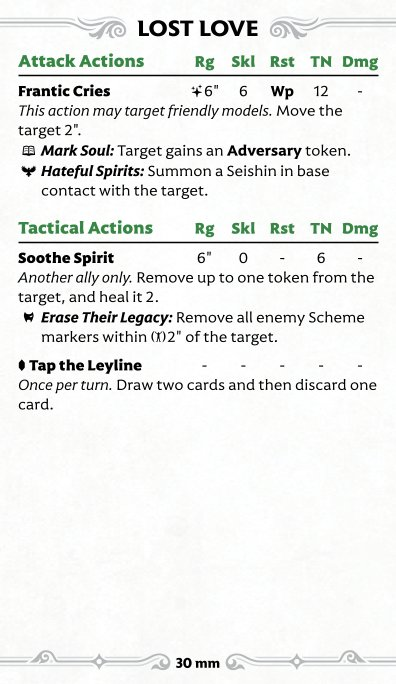 LOST LOVE
Attack Actions Rg Skl Rst TN Dmg
Frantic Cries 6" 6 Wp 12 -
This action may target friendly models. Move the
target 2".
Mark Soul: Target gains an Adversary token.
Hateful Spirits: Summon a Seishin in base
contact with the target.
Tactical Actions Rg Skl Rst TN Dmg
Soothe Spirit 6" 0 - 6 -
Another ally only. Remove up to one token from the
target, and heal it 2.
Erase Their Legacy: Remove all enemy Scheme
markers within 2" of the target.
Tap the Leyline - - - - -
Once per turn. Draw two cards and then discard one
card.
30 mm